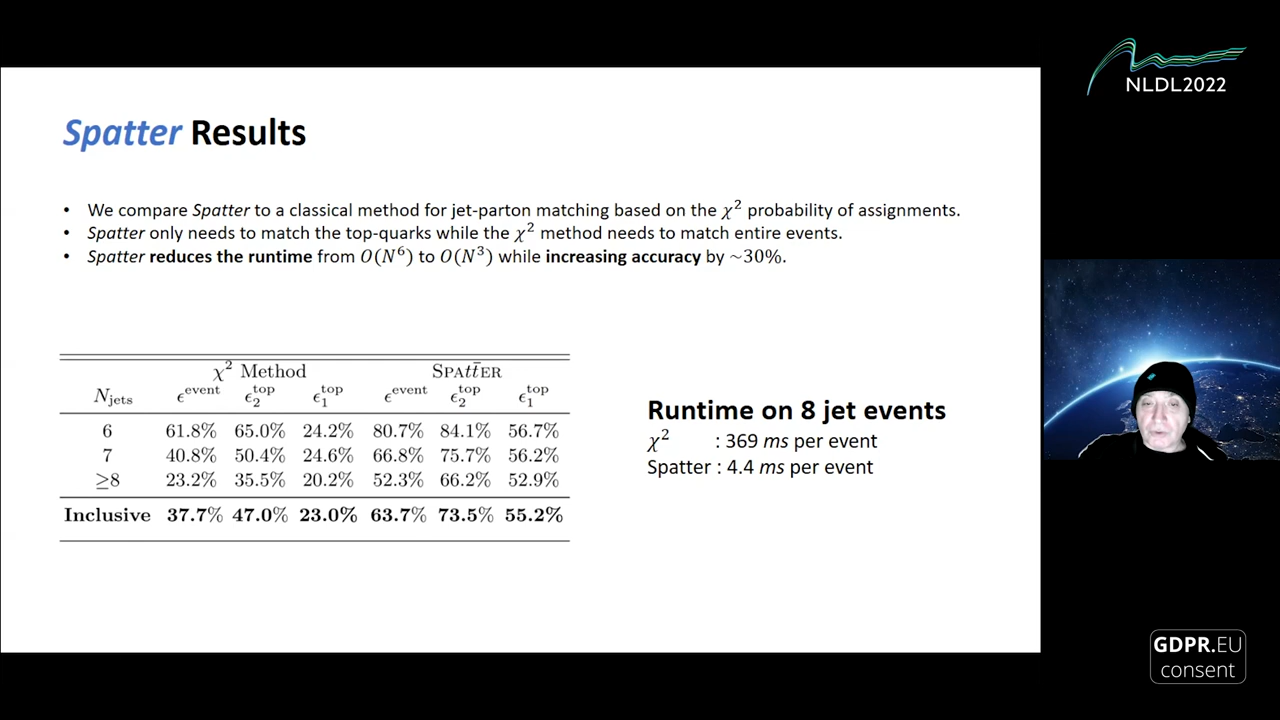 NLDL2022
Spatter Results
• We compare Spatter to a classical method for jet-parton matching based on the χ² probability of assignments.
• Spatter only needs to match the top-quarks while the χ² method needs to match entire events.
• Spatter reduces the runtime from O(N⁶) to O(N³) while increasing accuracy by ~30%.
χ² Method SPAtt̄ER
N_jets ϵ^event ϵ₂^top ϵ₁^top ϵ^event ϵ₂^top ϵ₁^top
6 61.8% 65.0% 24.2% 80.7% 84.1% 56.7%
7 40.8% 50.4% 24.6% 66.8% 75.7% 56.2%
≥8 23.2% 35.5% 20.2% 52.3% 66.2% 52.9%
Inclusive 37.7% 47.0% 23.0% 63.7% 73.5% 55.2%
Runtime on 8 jet events
χ² : 369 ms per event
Spatter : 4.4 ms per event
GDPR.EU
consent